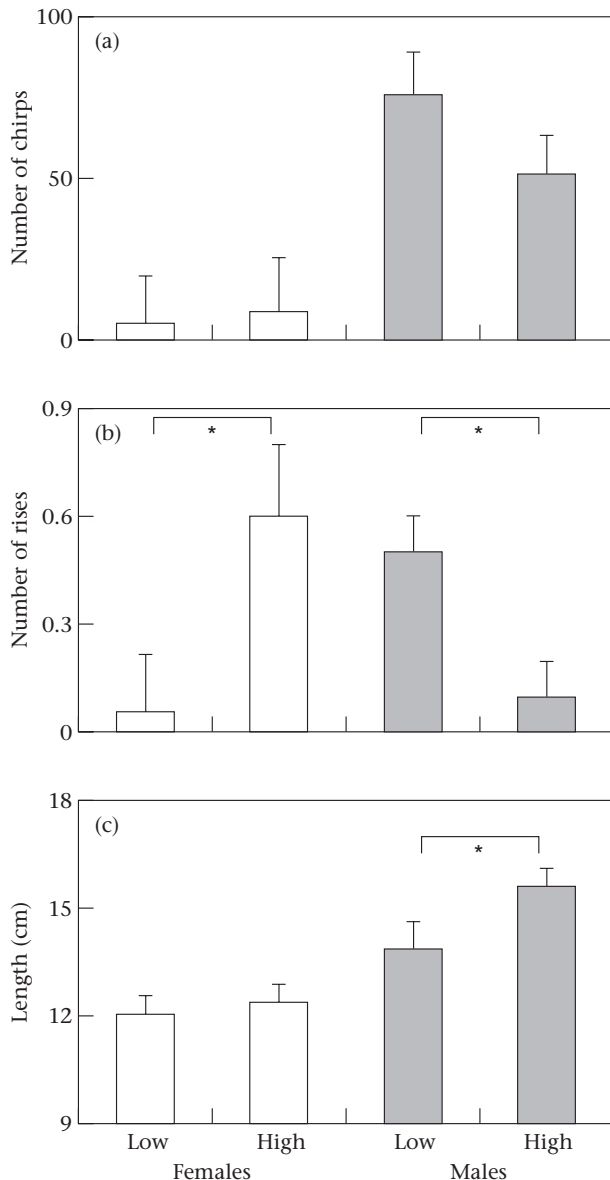 (a)
Number of chirps
100
50
0
(b)
Number of rises
0.9
0.6
0.3
0
*
*
(c)
Length (cm)
18
15
12
9
*
Low High Low High
Females Males